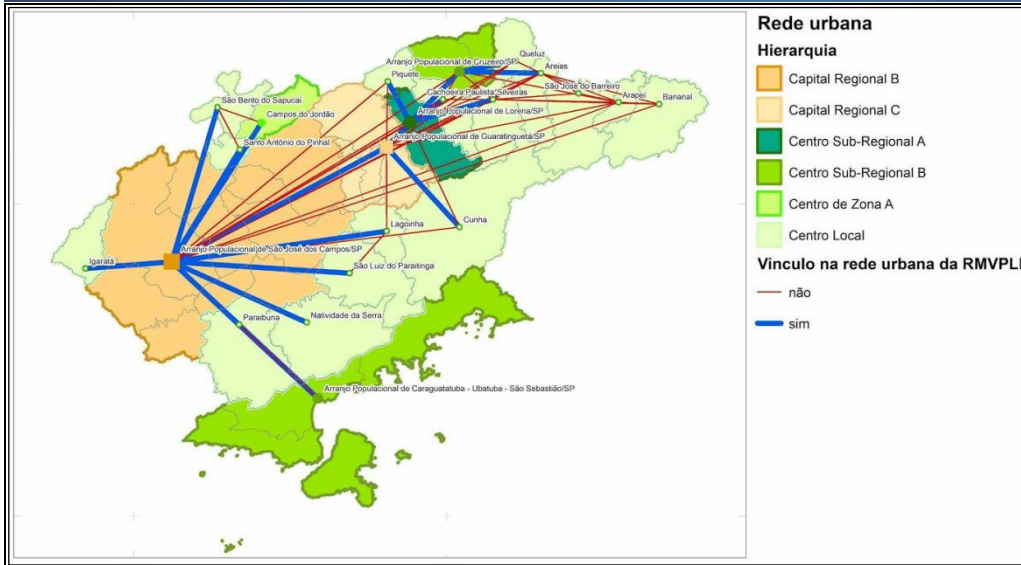 Rede urbana
Hierarquia
Capital Regional B
Capital Regional C
Centro Sub-Regional A
Centro Sub-Regional B
Centro de Zona A
Centro Local
Vinculo na rede urbana da RMVPLI
não
sim
Queluz
Arranjo Populacional de Cruzeiro/SP
Areias
Piquete
São José do Barreiro
Cachoeira Paulista
Silveiras
Arapeí
Bananal
São Bento do Sapucaí
Campos do Jordão
Arranjo Populacional de Lorena/SP
Santo Antônio do Pinhal
Arranjo Populacional de Guaratinguetá/SP
Lagoinha
Cunha
Arranjo Populacional de São José dos Campos/SP
Igaratá
São Luiz do Paraitinga
Paraibuna
Natividade da Serra
Arranjo Populacional de Caraguatatuba - Ubatuba - São Sebastião/SP